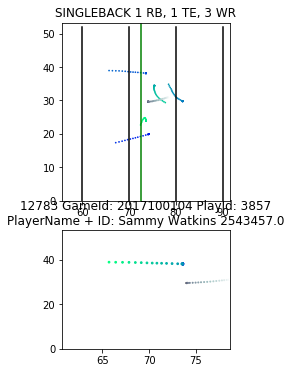 SINGLEBACK 1 RB, 1 TE, 3 WR
50
40
30
20
10
0
60 70 80 90
12783 GameId: 2017100104 PlayId: 3857
PlayerName + ID: Sammy Watkins 2543457.0
40
20
0
65 70 75